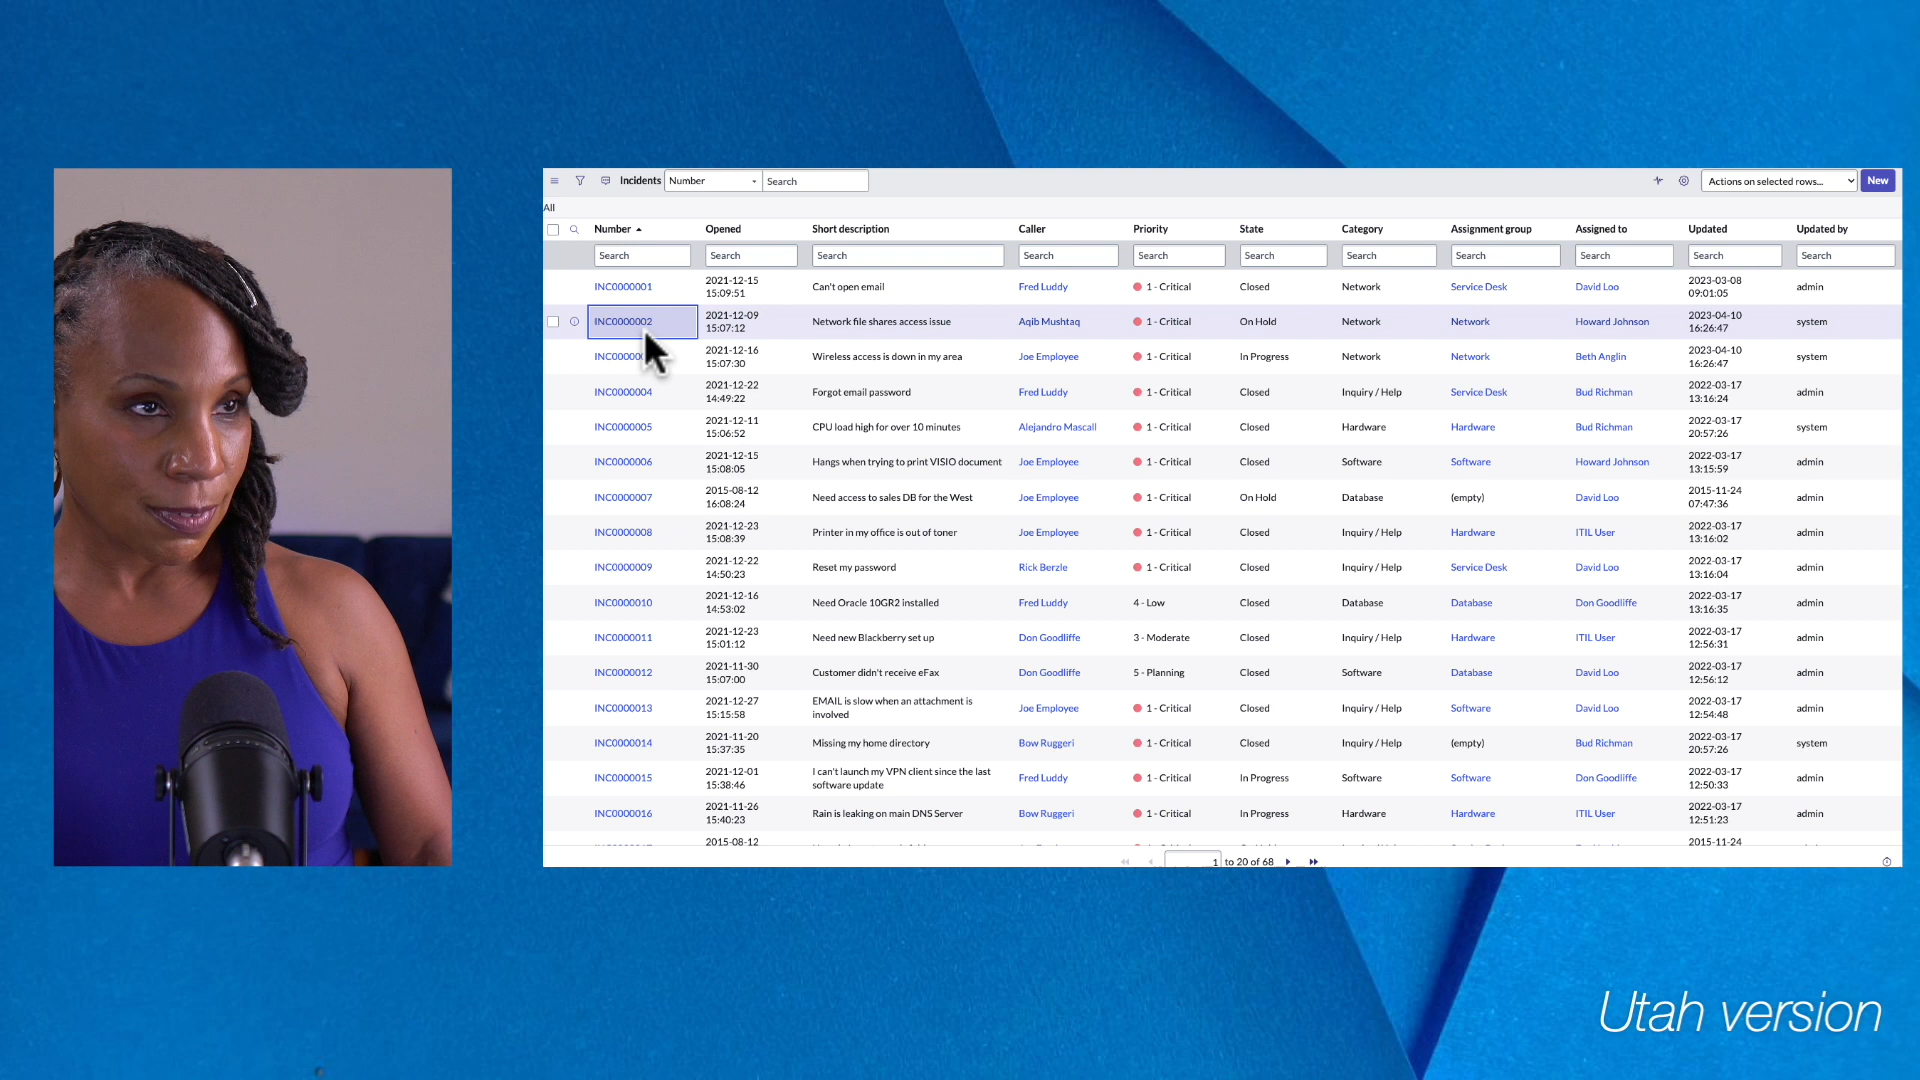 Incidents Number Search Actions on selected rows... New
All
Number Opened Short description Caller Priority State Category Assignment group Assigned to Updated Updated by
Search Search Search Search Search Search Search Search Search Search Search
INC0000001 2021-12-15 15:09:51 Can't open email Fred Luddy 1 - Critical Closed Network Service Desk David Loo 2023-03-08 09:01:05 admin
INC0000002 2021-12-09 15:07:12 Network file shares access issue Aqib Mushtaq 1 - Critical On Hold Network Network Howard Johnson 2023-04-10 16:26:47 system
2021-12-16 15:07:30 Wireless access is down in my area Joe Employee 1 - Critical In Progress Network Network Beth Anglin 2023-04-10 16:26:47 system
INC0000004 2021-12-22 14:49:22 Forgot email password Fred Luddy 1 - Critical Closed Inquiry / Help Service Desk Bud Richman 2022-03-17 13:16:24 admin
INC0000005 2021-12-11 15:06:52 CPU load high for over 10 minutes Alejandro Mascall 1 - Critical Closed Hardware Hardware Bud Richman 2022-03-17 20:57:26 system
INC0000006 2021-12-15 15:08:05 Hangs when trying to print VISIO document Joe Employee 1 - Critical Closed Software Software Howard Johnson 2022-03-17 13:15:59 admin
INC0000007 2015-08-12 16:08:24 Need access to sales DB for the West Joe Employee 1 - Critical On Hold Database (empty) David Loo 2015-11-24 07:47:36 admin
INC0000008 2021-12-23 15:08:39 Printer in my office is out of toner Joe Employee 1 - Critical Closed Inquiry / Help Hardware ITIL User 2022-03-17 13:16:02 admin
INC0000009 2021-12-22 14:50:23 Reset my password Rick Berzle 1 - Critical Closed Inquiry / Help Service Desk David Loo 2022-03-17 13:16:04 admin
INC0000010 2021-12-16 14:53:02 Need Oracle 10GR2 installed Fred Luddy 4 - Low Closed Database Database Don Goodliffe 2022-03-17 13:16:35 admin
INC0000011 2021-12-23 15:01:12 Need new Blackberry set up Don Goodliffe 3 - Moderate Closed Inquiry / Help Hardware ITIL User 2022-03-17 12:56:31 admin
INC0000012 2021-11-30 15:07:00 Customer didn't receive eFax Don Goodliffe 5 - Planning Closed Software Database David Loo 2022-03-17 12:56:12 admin
INC0000013 2021-12-27 15:15:58 EMAIL is slow when an attachment is involved Joe Employee 1 - Critical Closed Inquiry / Help Software David Loo 2022-03-17 12:54:48 admin
INC0000014 2021-11-20 15:37:35 Missing my home directory Bow Ruggeri 1 - Critical Closed Inquiry / Help (empty) Bud Richman 2022-03-17 20:57:26 system
INC0000015 2021-12-01 15:38:46 I can't launch my VPN client since the last software update Fred Luddy 1 - Critical In Progress Software Software Don Goodliffe 2022-03-17 12:50:33 admin
INC0000016 2021-11-26 15:40:23 Rain is leaking on main DNS Server Bow Ruggeri 1 - Critical In Progress Hardware Hardware ITIL User 2022-03-17 12:51:23 admin
2015-08-12 2015-11-24
1 to 20 of 68
Utah version